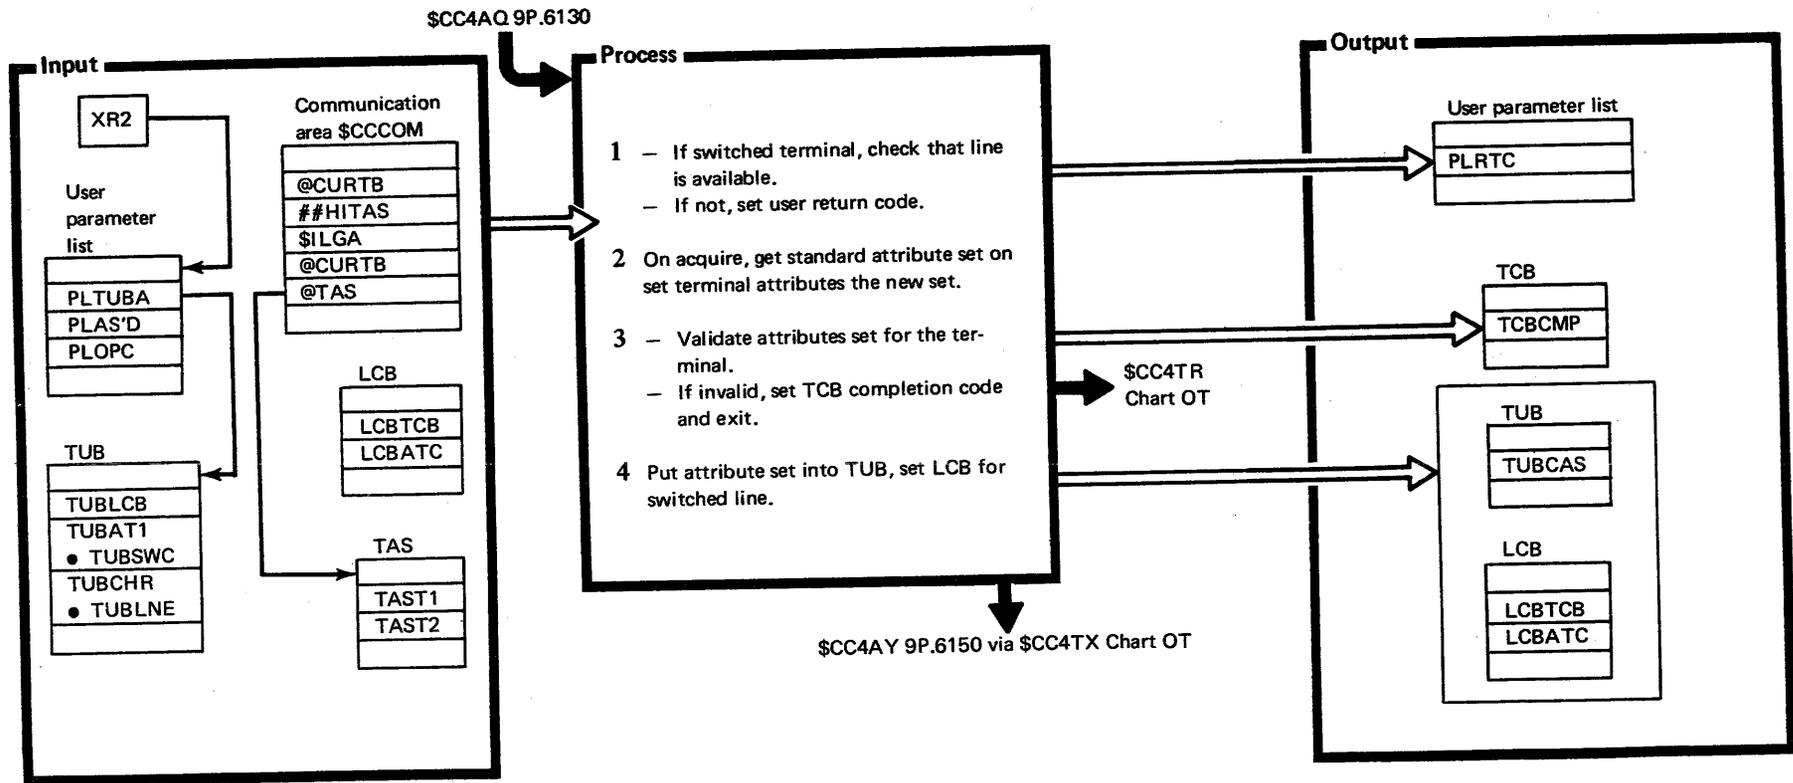 $CC4AQ 9P.6130
Input
XR2
Communication
area $CCCOM
@CURTB
##HITAS
$ILGA
@CURTB
@TAS
User
parameter
list
PLTUBA
PLAS'D
PLOPC
LCB
LCBTCB
LCBATC
TUB
TUBLCB
TUBAT1
● TUBSWC
TUBCHR
● TUBLNE
TAS
TAST1
TAST2
Process
1 — If switched terminal, check that line
is available.
— If not, set user return code.
2 On acquire, get standard attribute set on
set terminal attributes the new set.
3 — Validate attributes set for the ter-
minal.
— If invalid, set TCB completion code
and exit.
4 Put attribute set into TUB, set LCB for
switched line.
$CC4TR
Chart OT
$CC4AY 9P.6150 via $CC4TX Chart OT
Output
User parameter list
PLRTC
TCB
TCBCMP
TUB
TUBCAS
LCB
LCBTCB
LCBATC